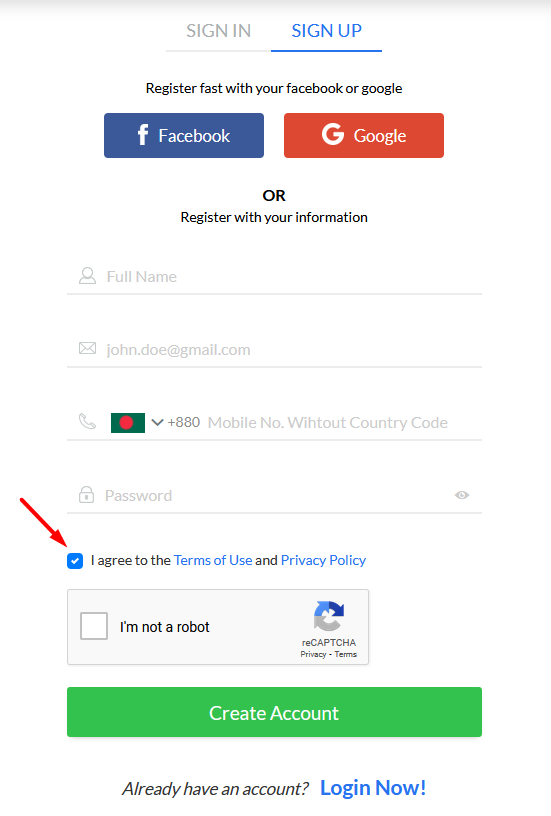 SIGN IN SIGN UP
Register fast with your facebook or google
f Facebook G Google
OR
Register with your information
Full Name
john.doe@gmail.com
+880 Mobile No. Wihtout Country Code
Password
I agree to the Terms of Use and Privacy Policy
I'm not a robot
reCAPTCHA
Privacy - Terms
Create Account
Already have an account? Login Now!